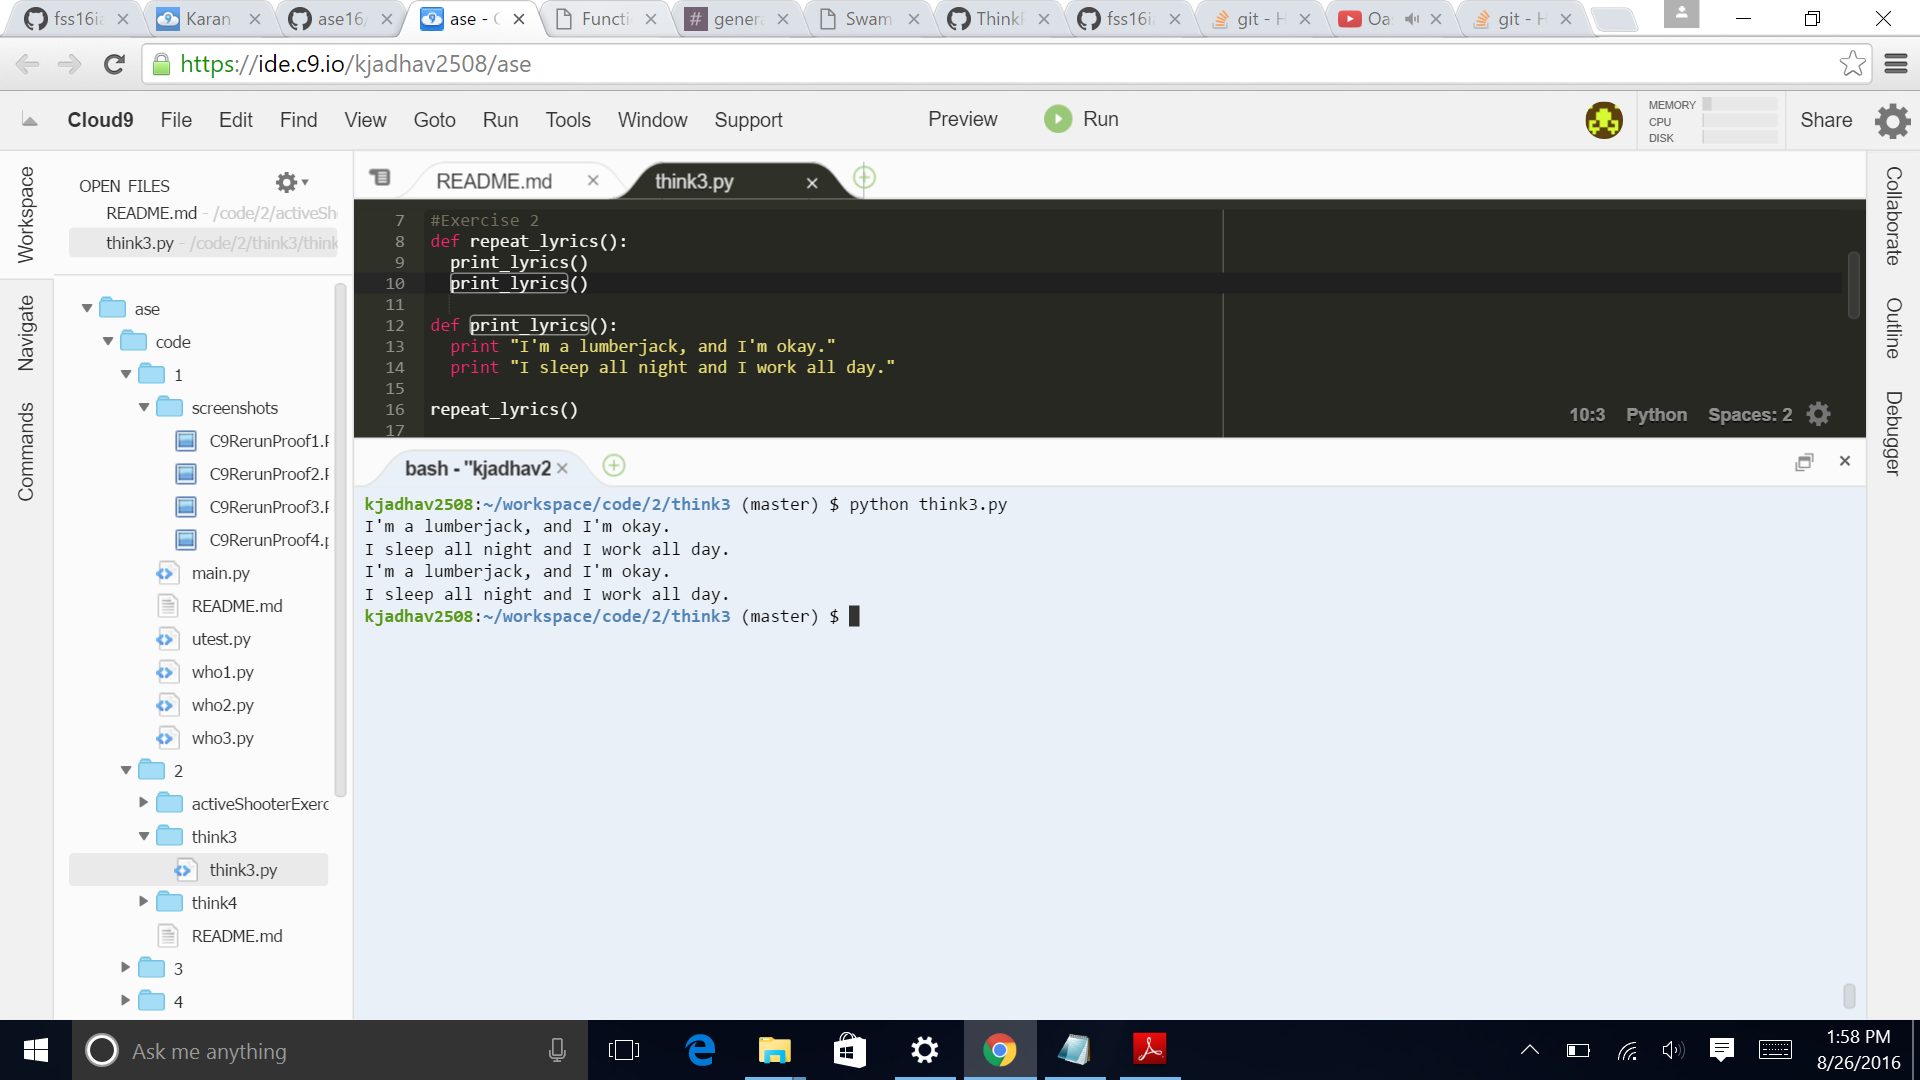 fss16i
Karan
ase16/
ase - C
Functi
genera
Swam
Think
fss16i
git - H
Oa
git - H
https://ide.c9.io/kjadhav2508/ase
Cloud9 File Edit Find View Goto Run Tools Window Support Preview Run
MEMORY
CPU
DISK
Share
Workspace
Navigate
Commands
OPEN FILES
README.md - /code/2/activeSh
think3.py - /code/2/think3/think
ase
code
1
screenshots
C9RerunProof1.P
C9RerunProof2.P
C9RerunProof3.P
C9RerunProof4.p
main.py
README.md
utest.py
who1.py
who2.py
who3.py
2
activeShooterExerc
think3
think3.py
think4
README.md
3
4
README.md
think3.py
7 #Exercise 2
8 def repeat_lyrics():
9 print_lyrics()
10 print_lyrics()
11
12 def print_lyrics():
13 print "I'm a lumberjack, and I'm okay."
14 print "I sleep all night and I work all day."
15
16 repeat_lyrics()
17
10:3 Python Spaces: 2
bash - "kjadhav2
kjadhav2508:~/workspace/code/2/think3 (master) $ python think3.py
I'm a lumberjack, and I'm okay.
I sleep all night and I work all day.
I'm a lumberjack, and I'm okay.
I sleep all night and I work all day.
kjadhav2508:~/workspace/code/2/think3 (master) $
Collaborate
Outline
Debugger
Ask me anything
1:58 PM
8/26/2016